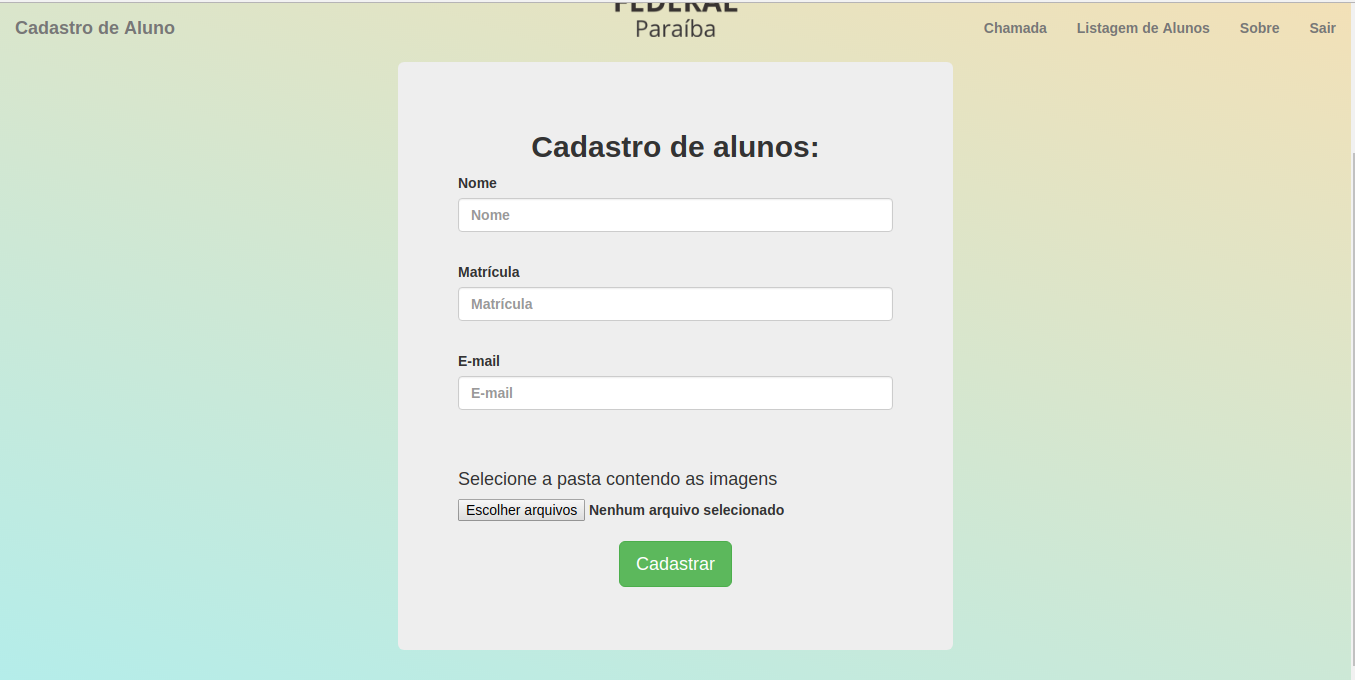 FEDERAL
Paraíba
Cadastro de Aluno
Chamada Listagem de Alunos Sobre Sair
Cadastro de alunos:
Nome
Nome
Matrícula
Matrícula
E-mail
E-mail
Selecione a pasta contendo as imagens
Escolher arquivos Nenhum arquivo selecionado
Cadastrar